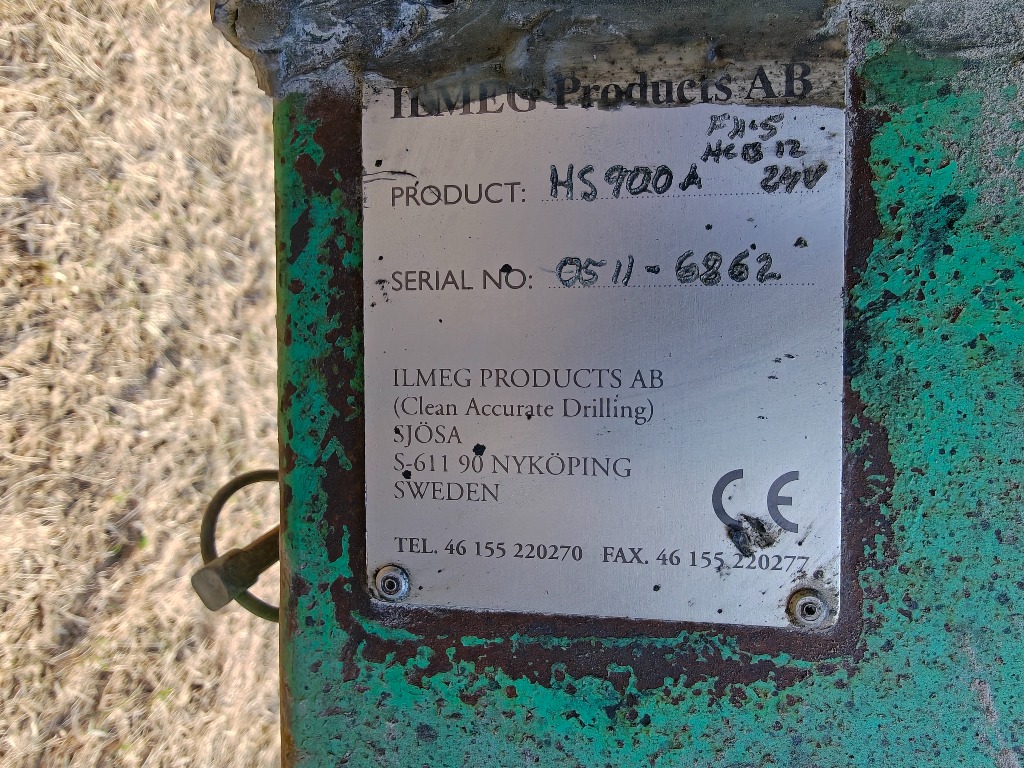 ILMEG Products AB
HCB 12
PRODUCT: HS900A 24V
SERIAL NO: 0511-6862
ILMEG PRODUCTS AB
(Clean Accurate Drilling)
SJÖSA
S-611 90 NYKÖPING
SWEDEN
CE
TEL. 46 155 220270 FAX. 46 155 220277